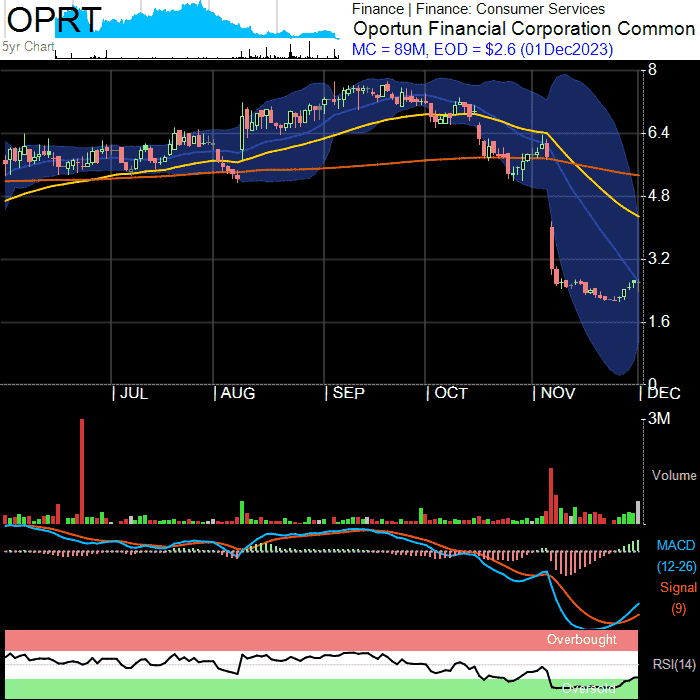 OPRT
5yr Chart
Finance | Finance: Consumer Services
Oportun Financial Corporation Common
MC = 89M, EOD = $2.6 (01Dec2023)
8
6.4
4.8
3.2
1.6
0
JUL
AUG
SEP
OCT
NOV
DEC
3M
Volume
MACD
(12-26)
Signal
(9)
Overbought
RSI(14)
Oversold